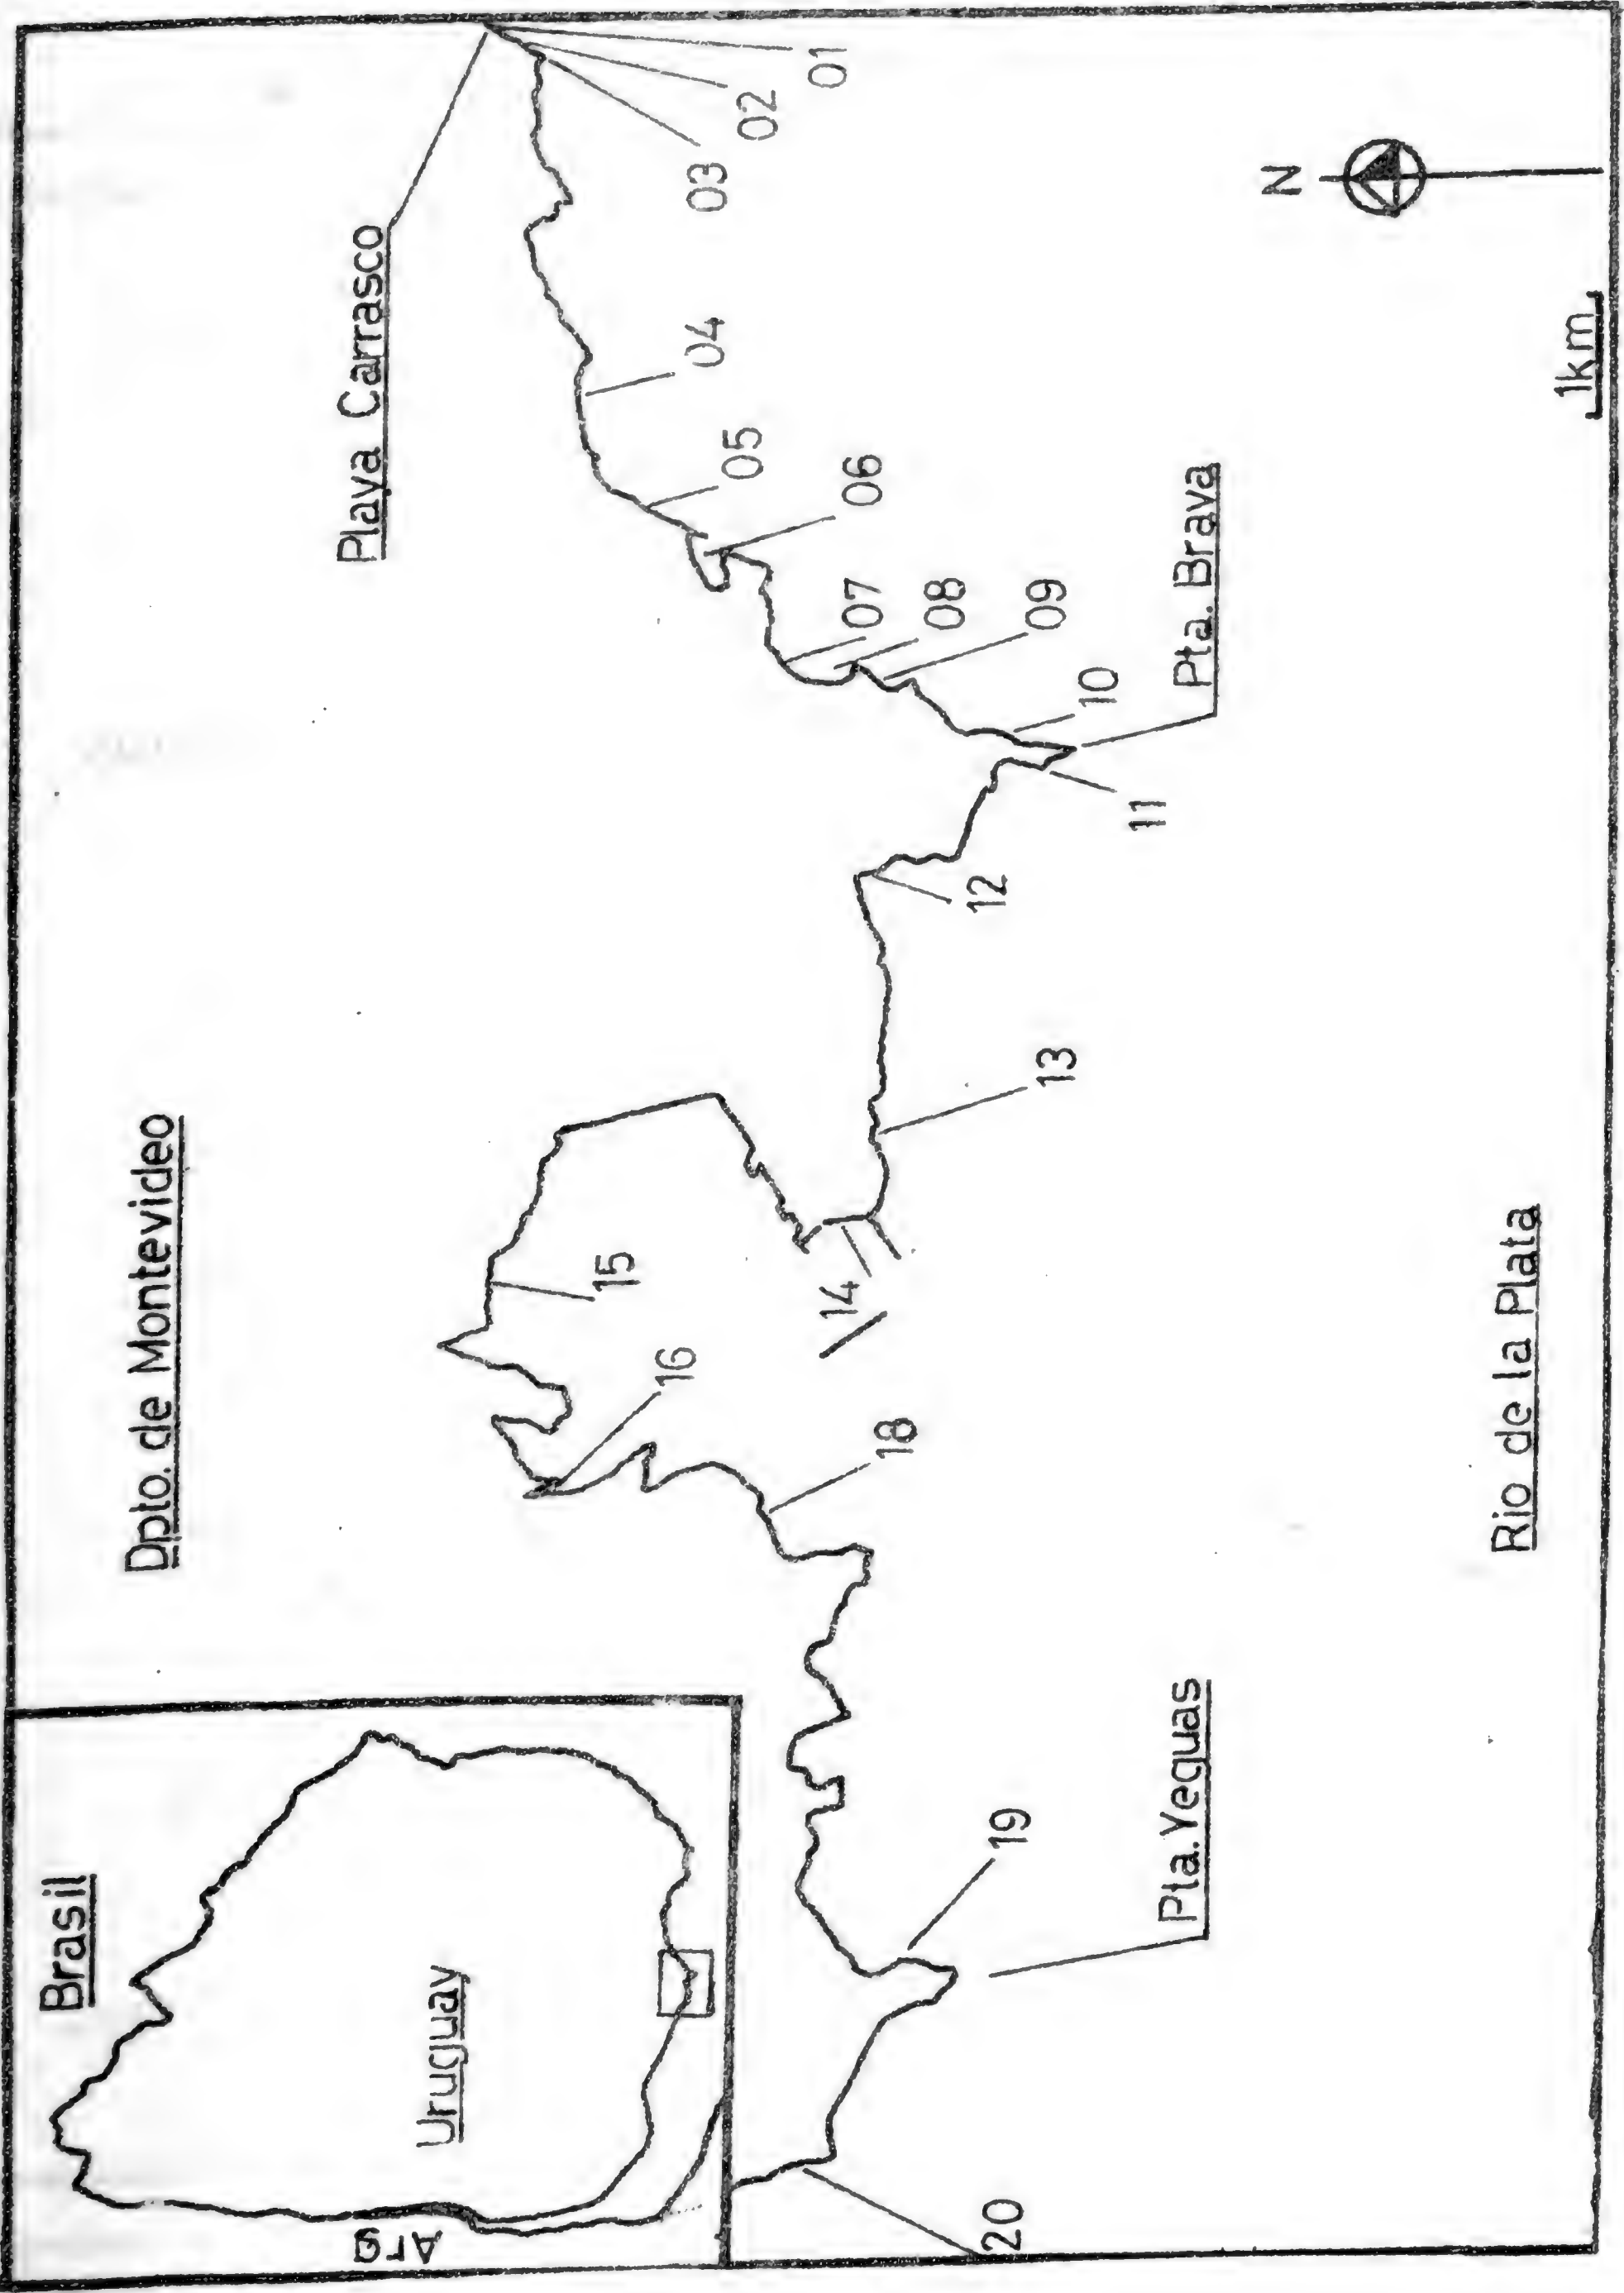 Brasil
Uruguay
Arg
Dpto. de Montevideo
Playa Carrasco
01
02
03
04
05
06
07
08
09
10
Pta. Brava
11
12
13
14
15
16
18
19
Pta. Yeguas
20
Rio de la Plata
N
1km